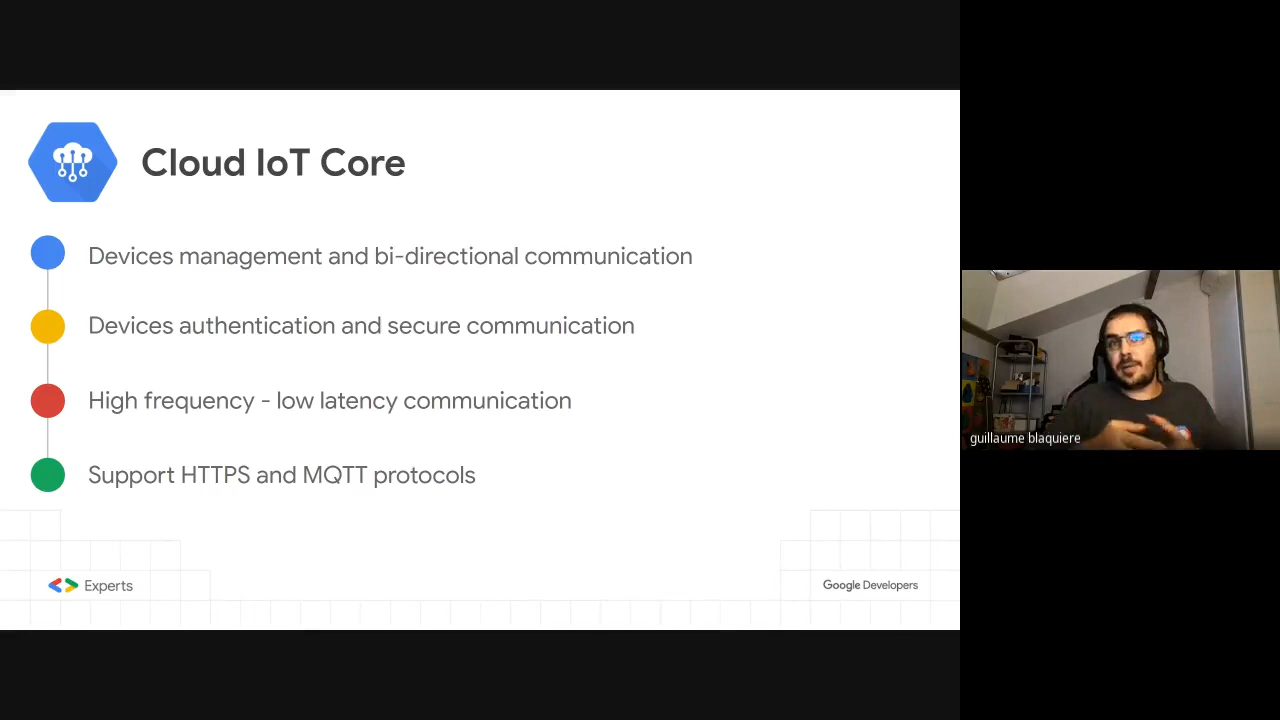 Cloud IoT Core
Devices management and bi-directional communication
Devices authentication and secure communication
High frequency - low latency communication
Support HTTPS and MQTT protocols
Experts
Google Developers
guillaume blaquiere